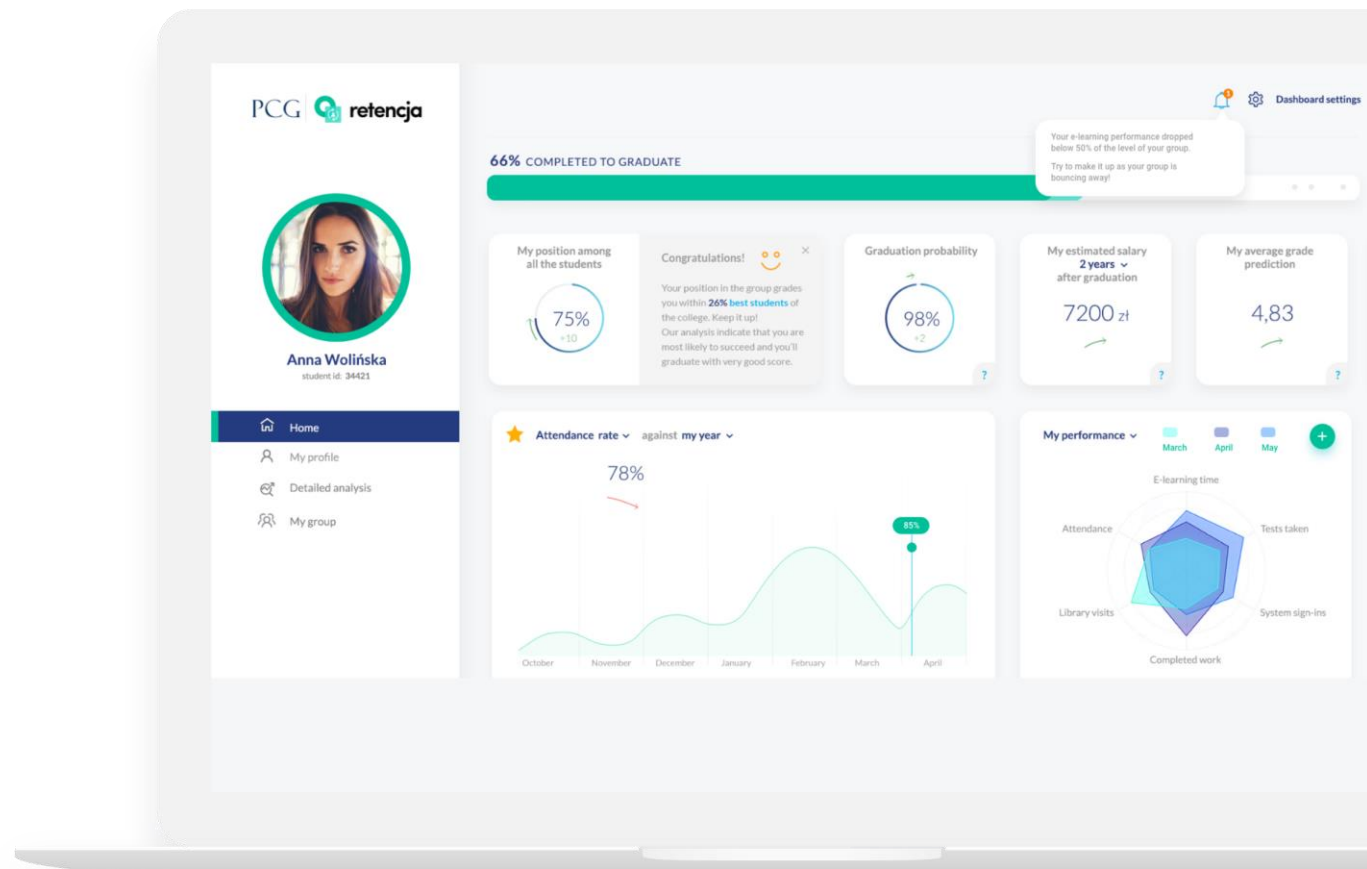 PCG retencja
Dashboard settings
Your e-learning performance dropped
below 50% of the level of your group.
Try to make it up as your group is
bouncing away!
66% COMPLETED TO GRADUATE
Anna Wolińska
student id: 34421
Home
My profile
Detailed analysis
My group
My position among
all the students
75%
+10
Congratulations!
Your position in the group grades
you within 26% best students of
the college. Keep it up!
Our analysis indicate that you are
most likely to succeed and you'll
graduate with very good score.
Graduation probability
98%
+2
?
My estimated salary
2 years
after graduation
7200 zł
?
My average grade
prediction
4,83
?
Attendance rate against my year
78%
85%
October November December January February March April
My performance
March April May
E-learning time
Attendance
Tests taken
Library visits
System sign-ins
Completed work